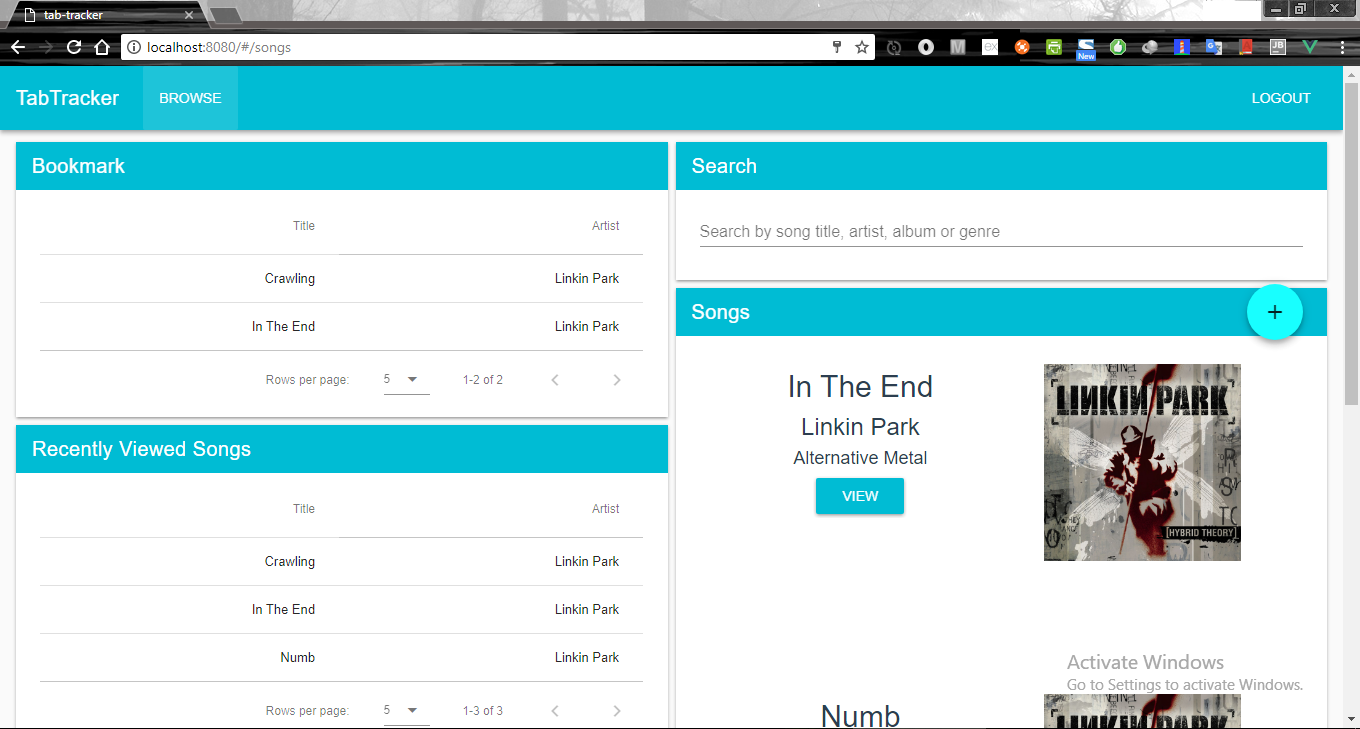 tab-tracker
localhost:8080/#/songs
New
TabTracker
BROWSE
LOGOUT
Bookmark
Title Artist
Crawling Linkin Park
In The End Linkin Park
Rows per page: 5 1-2 of 2
Recently Viewed Songs
Title Artist
Crawling Linkin Park
In The End Linkin Park
Numb Linkin Park
Rows per page: 5 1-3 of 3
Search
Search by song title, artist, album or genre
Songs
+
In The End
Linkin Park
Alternative Metal
VIEW
LINKIN PARK
[HYBRID THEORY]
Activate Windows
Go to Settings to activate Windows.
Numb
LINKIN PARK